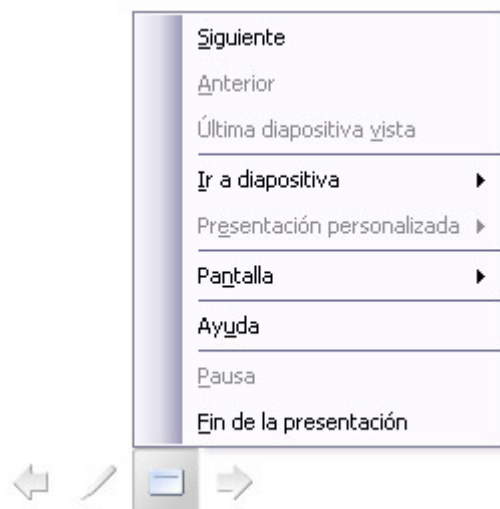 Siguiente
Anterior
Última diapositiva vista
Ir a diapositiva
Presentación personalizada
Pantalla
Ayuda
Pausa
Fin de la presentación